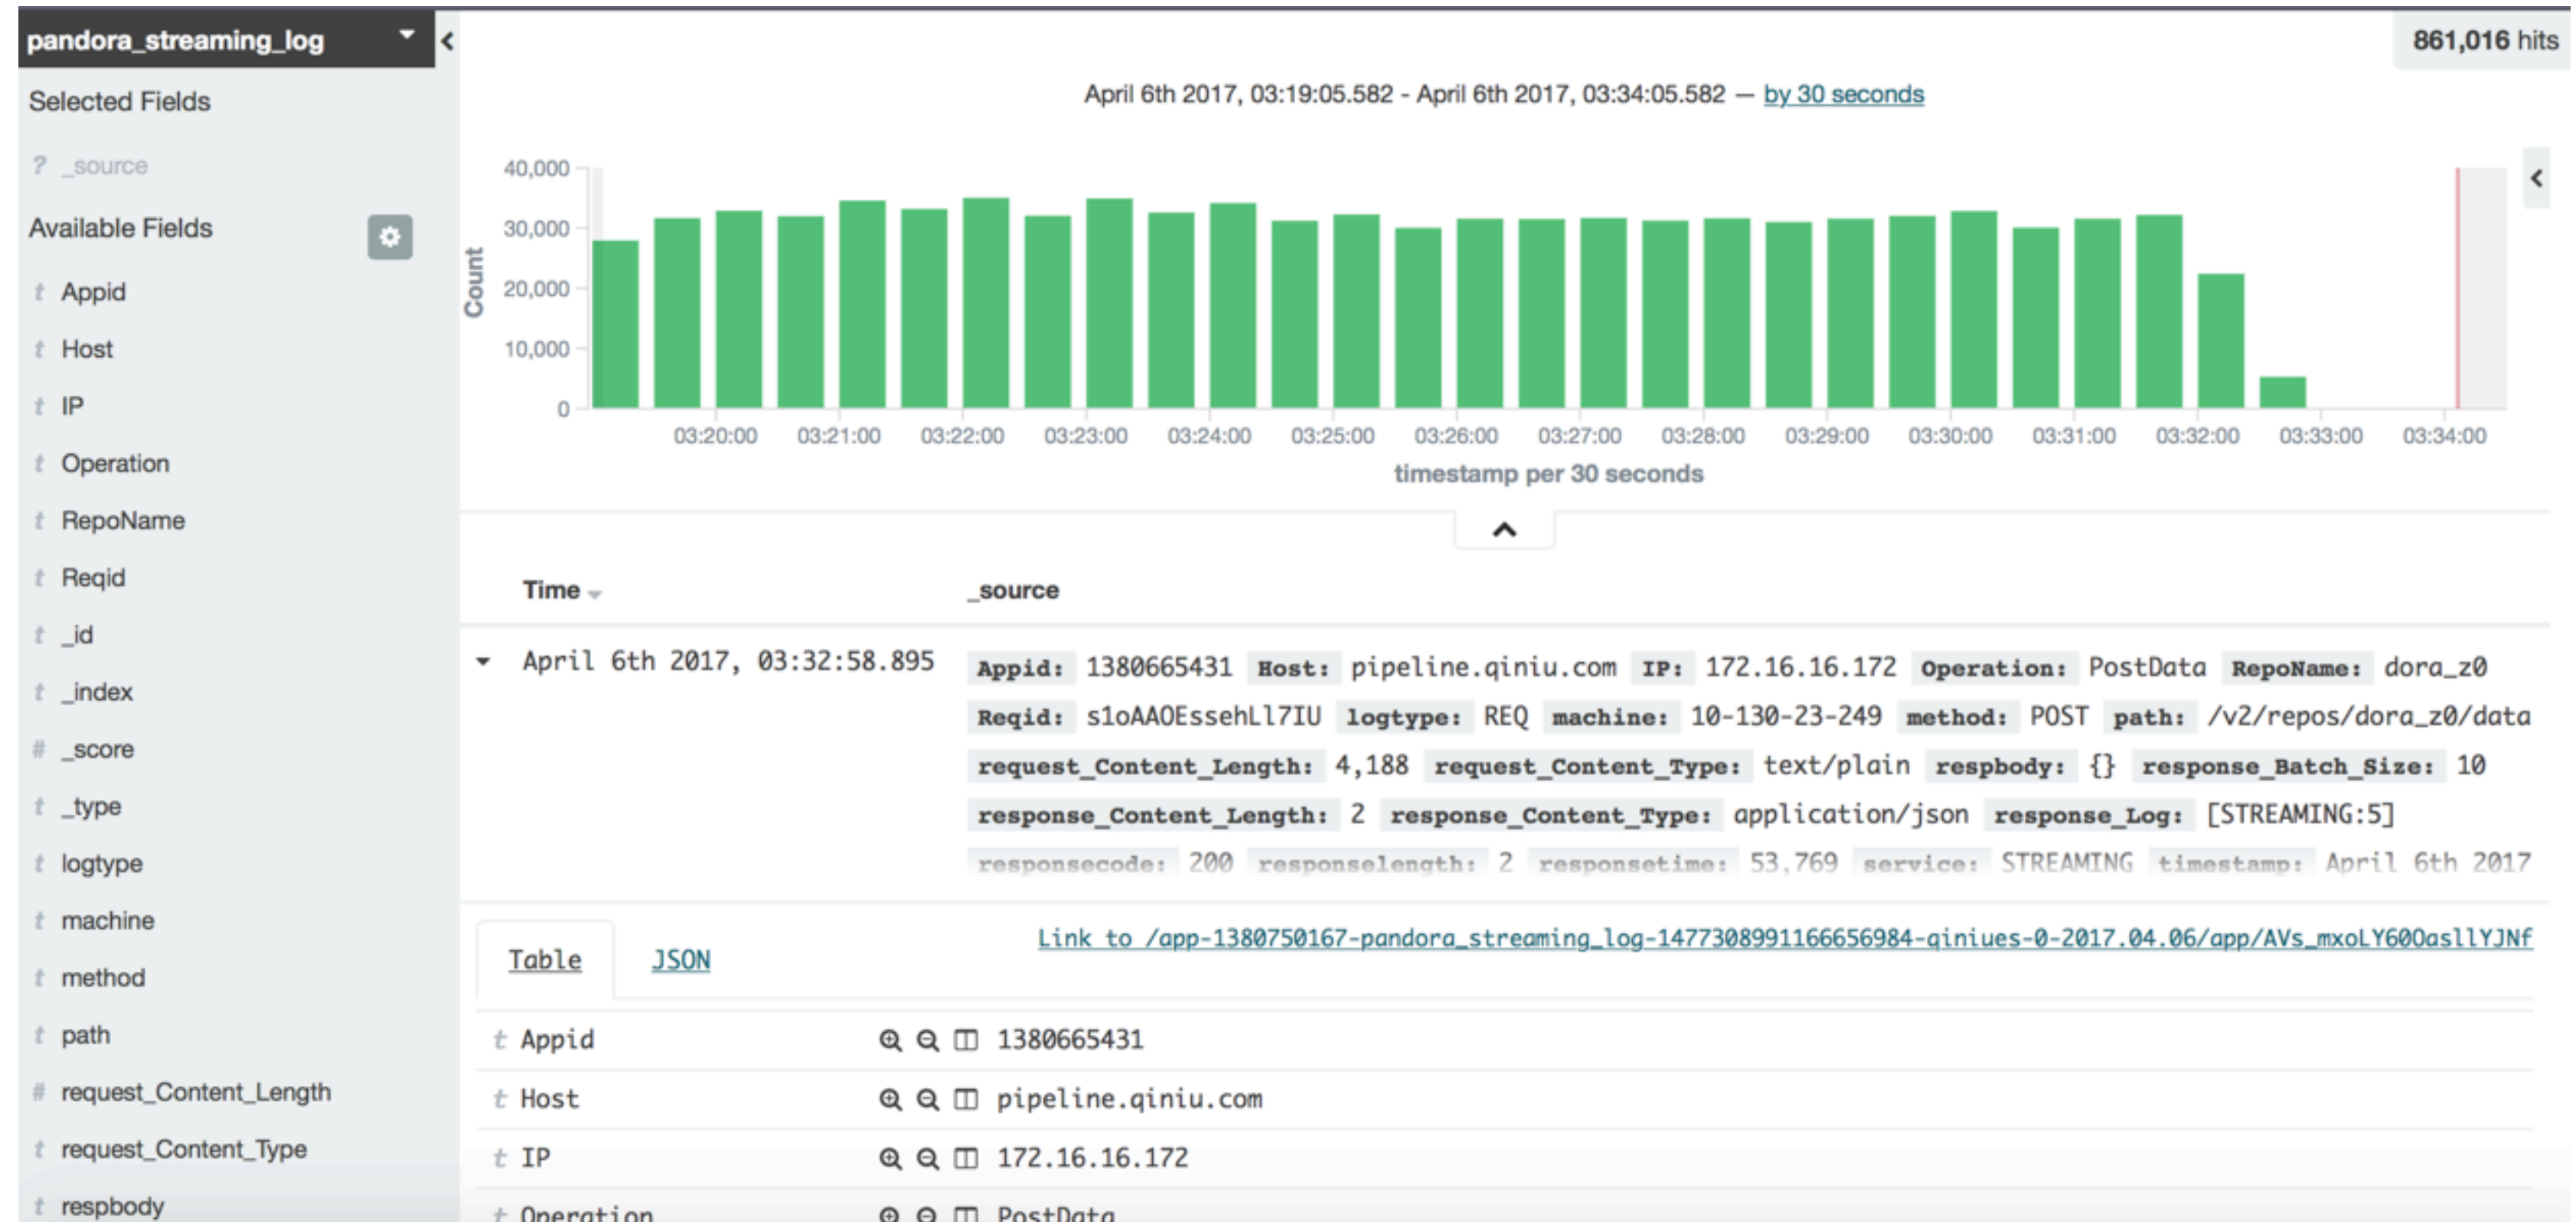 pandora_streaming_log
861,016 hits
Selected Fields
? _source
Available Fields
t Appid
t Host
t IP
t Operation
t RepoName
t Reqid
t _id
t _index
# _score
t _type
t logtype
t machine
t method
t path
# request_Content_Length
t request_Content_Type
t respbody
April 6th 2017, 03:19:05.582 - April 6th 2017, 03:34:05.582 — by 30 seconds
Count
40,000
30,000
20,000
10,000
0
03:20:00 03:21:00 03:22:00 03:23:00 03:24:00 03:25:00 03:26:00 03:27:00 03:28:00 03:29:00 03:30:00 03:31:00 03:32:00 03:33:00 03:34:00
timestamp per 30 seconds
Time _source
April 6th 2017, 03:32:58.895 Appid: 1380665431 Host: pipeline.qiniu.com IP: 172.16.16.172 Operation: PostData RepoName: dora_z0
Reqid: s1oAAOEssehLl7IU logtype: REQ machine: 10-130-23-249 method: POST path: /v2/repos/dora_z0/data
request_Content_Length: 4,188 request_Content_Type: text/plain respbody: {} response_Batch_Size: 10
response_Content_Length: 2 response_Content_Type: application/json response_Log: [STREAMING:5]
responsecode: 200 responselength: 2 responsetime: 53,769 service: STREAMING timestamp: April 6th 2017
Table JSON
Link to /app-1380750167-pandora_streaming_log-1477308991166656984-qiniues-0-2017.04.06/app/AVs_mxoLY60OasllYJNf
t Appid 1380665431
t Host pipeline.qiniu.com
t IP 172.16.16.172
t Operation PostData